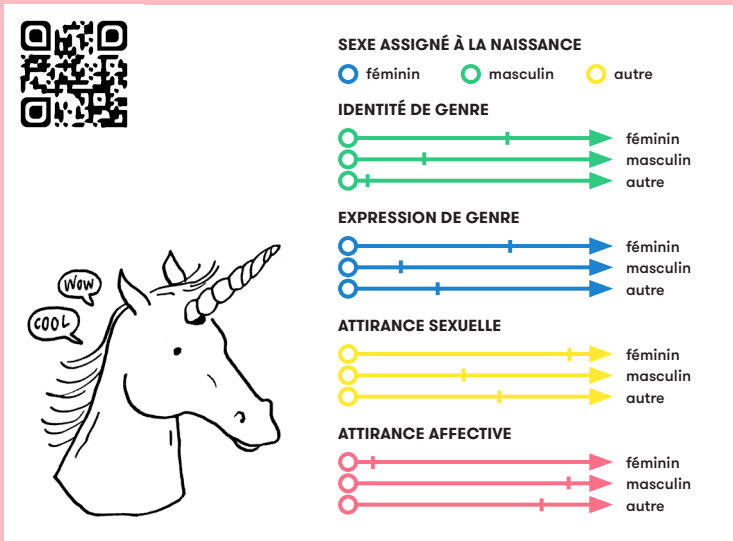 SEXE ASSIGNÉ À LA NAISSANCE
féminin masculin autre
IDENTITÉ DE GENRE
féminin
masculin
autre
EXPRESSION DE GENRE
féminin
masculin
autre
WOW
COOL
ATTIRANCE SEXUELLE
féminin
masculin
autre
ATTIRANCE AFFECTIVE
féminin
masculin
autre